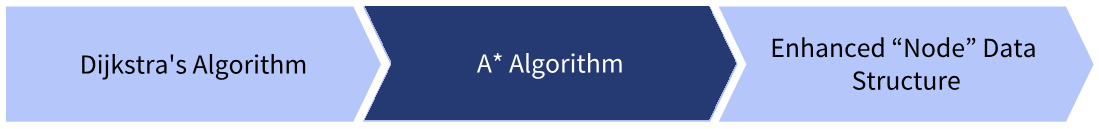 Dijkstra's Algorithm
A* Algorithm
Enhanced “Node” Data
Structure